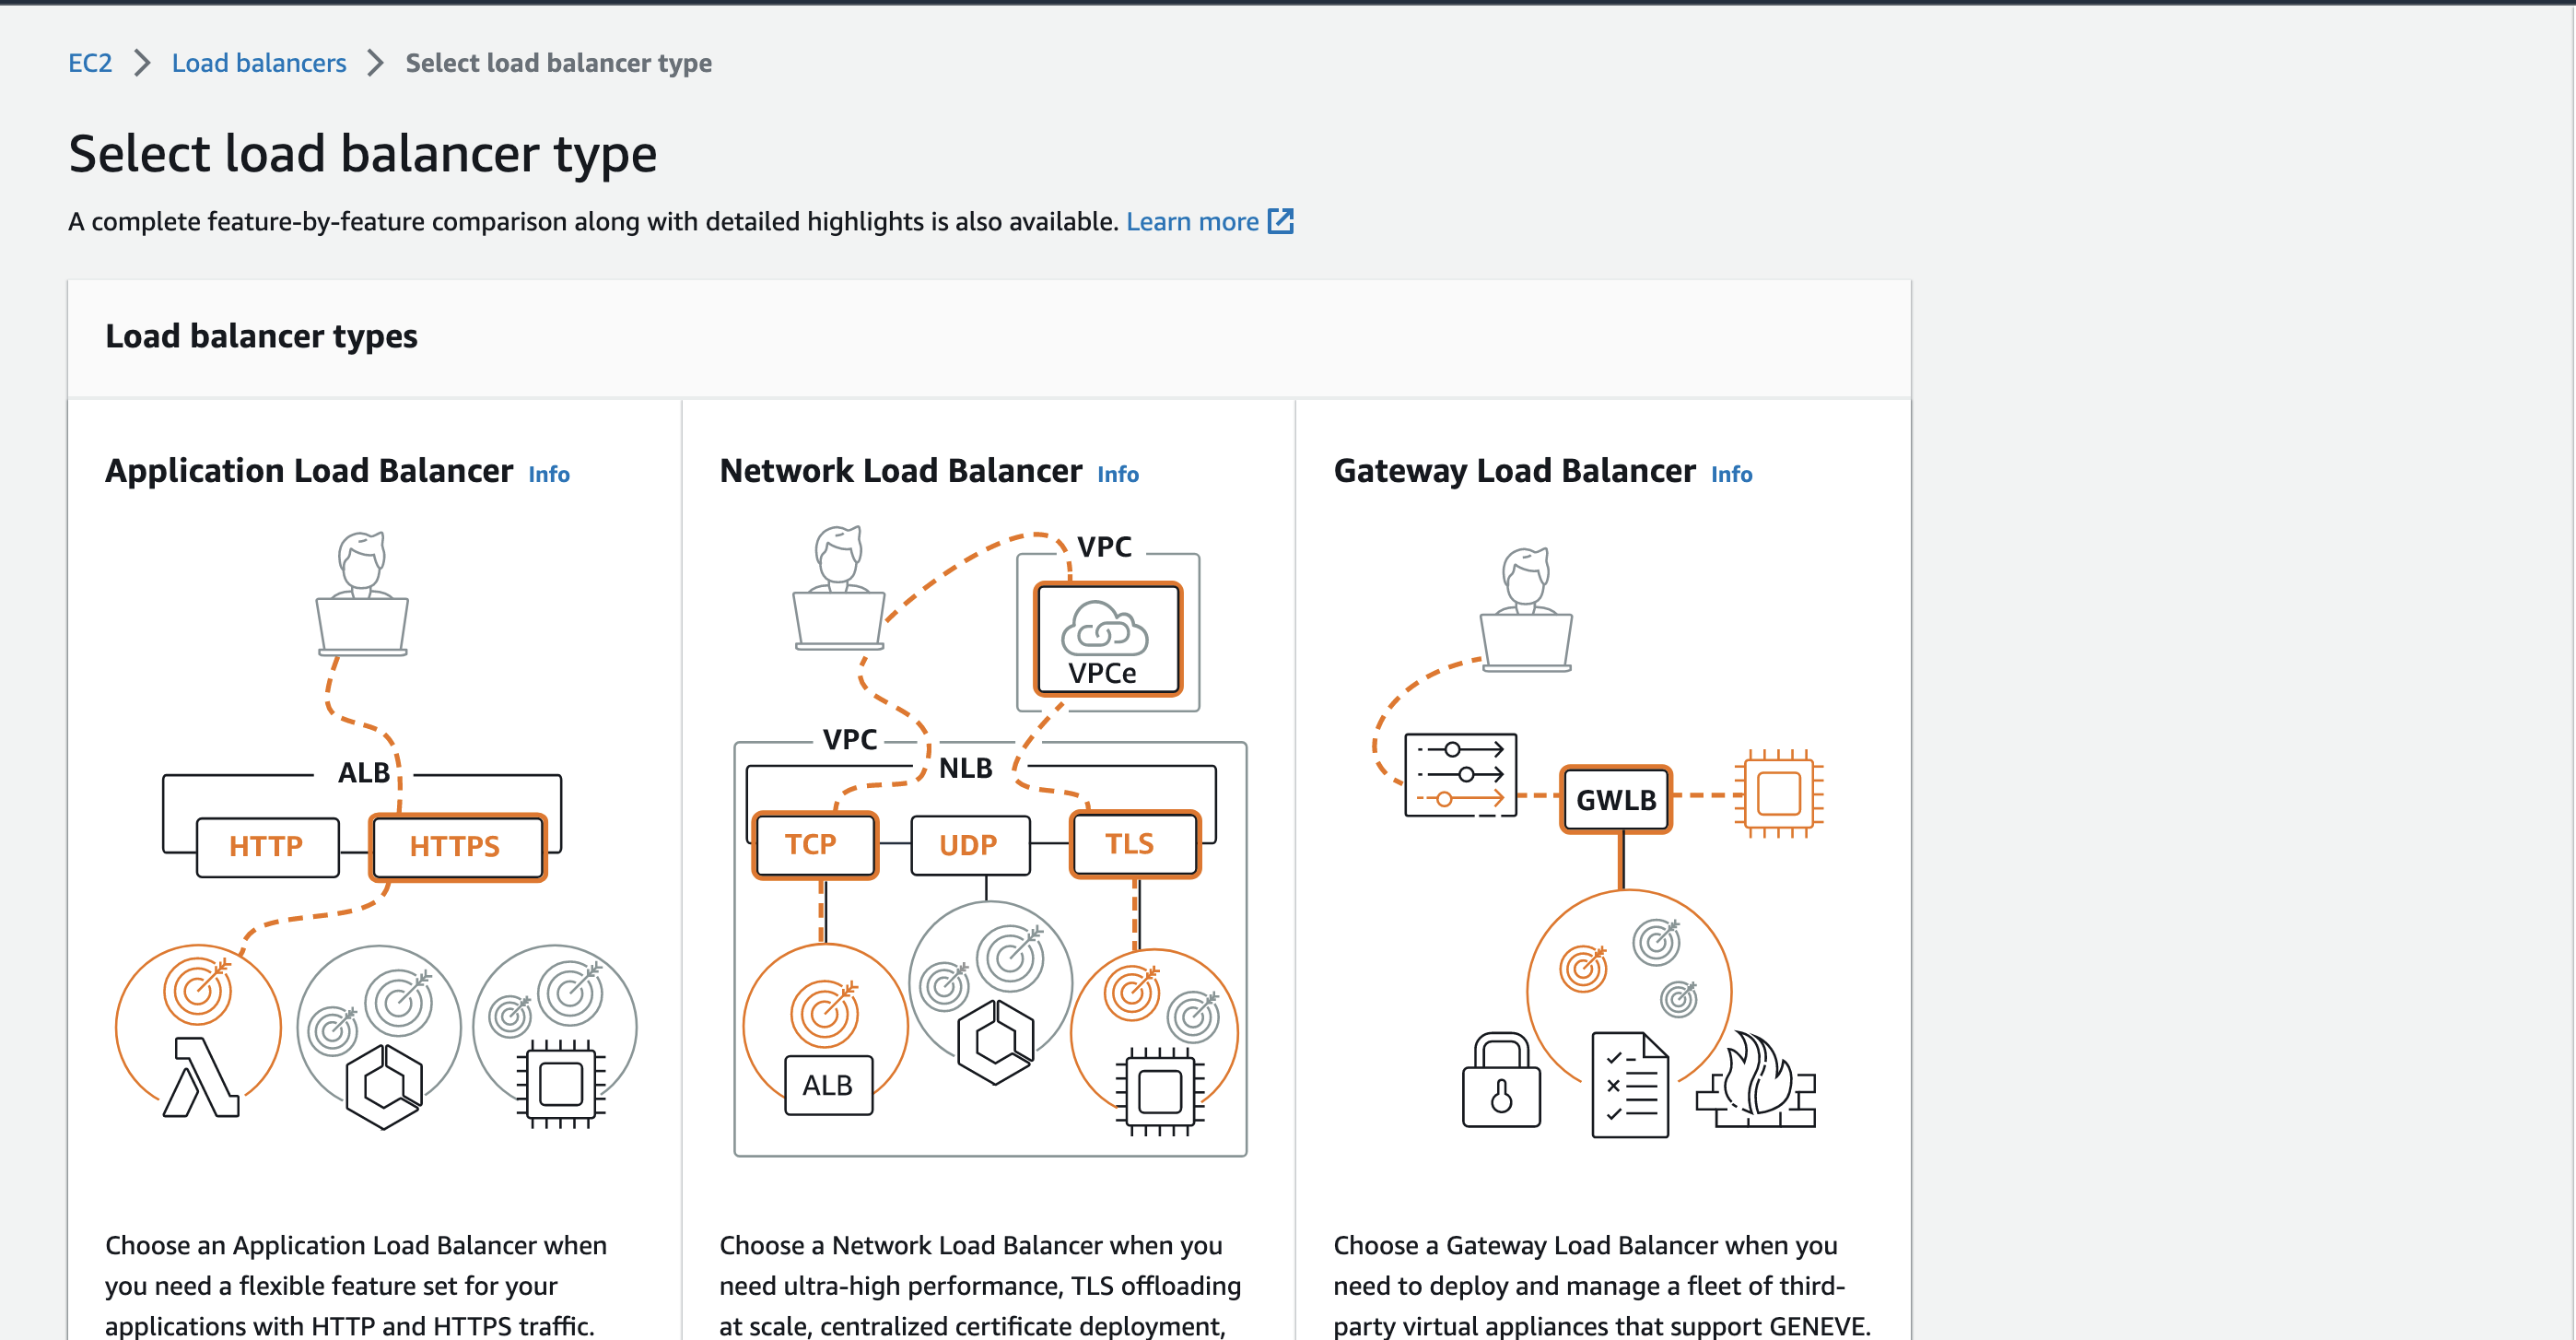 EC2 > Load balancers > Select load balancer type
Select load balancer type
A complete feature-by-feature comparison along with detailed highlights is also available. Learn more
Load balancer types
Application Load Balancer Info
ALB
HTTP HTTPS
Choose an Application Load Balancer when
you need a flexible feature set for your
applications with HTTP and HTTPS traffic.
Network Load Balancer Info
VPC
VPCe
VPC
NLB
TCP UDP TLS
ALB
Choose a Network Load Balancer when you
need ultra-high performance, TLS offloading
at scale, centralized certificate deployment,
Gateway Load Balancer Info
GWLB
Choose a Gateway Load Balancer when you
need to deploy and manage a fleet of third-
party virtual appliances that support GENEVE.